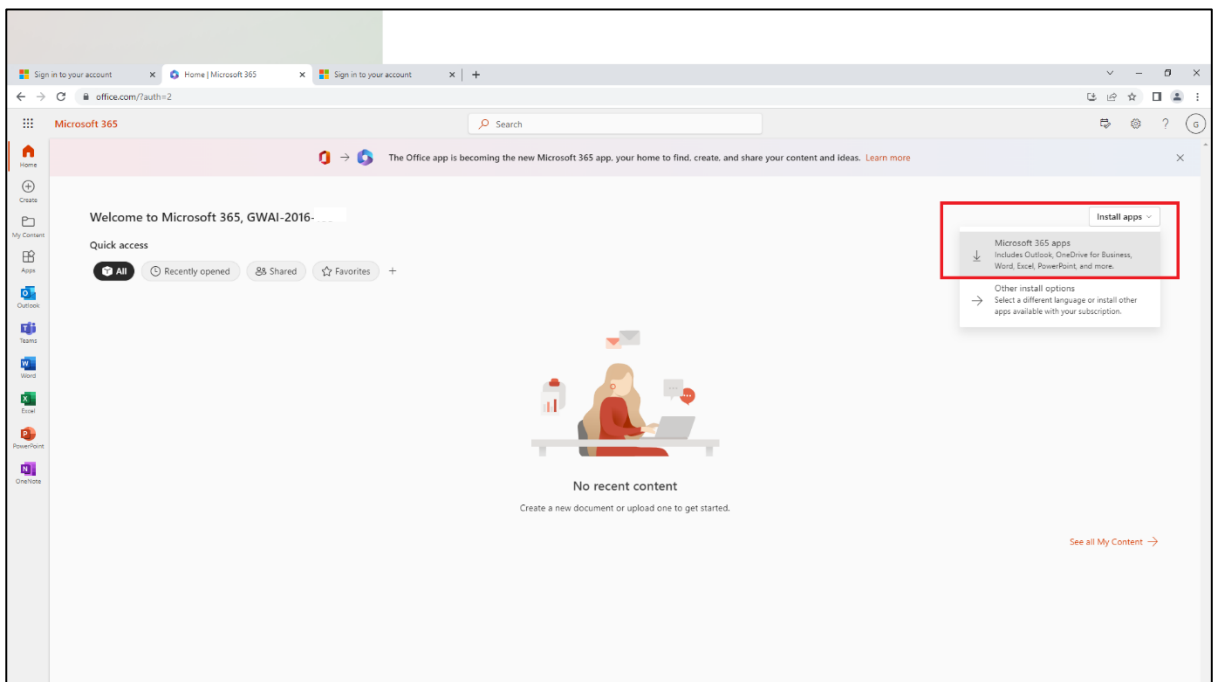 Sign in to your account
Home | Microsoft 365
Sign in to your account
office.com/?auth=2
Microsoft 365
Search
G
The Office app is becoming the new Microsoft 365 app, your home to find, create, and share your content and ideas. Learn more
Home
Create
My Content
Apps
Outlook
Teams
Word
Excel
PowerPoint
OneNote
Welcome to Microsoft 365, GWAI-2016-
Install apps
Quick access
All
Recently opened
Shared
Favorites
Microsoft 365 apps
Includes Outlook, OneDrive for Business,
Word, Excel, PowerPoint, and more.
Other install options
Select a different language or install other
apps available with your subscription.
No recent content
Create a new document or upload one to get started.
See all My Content